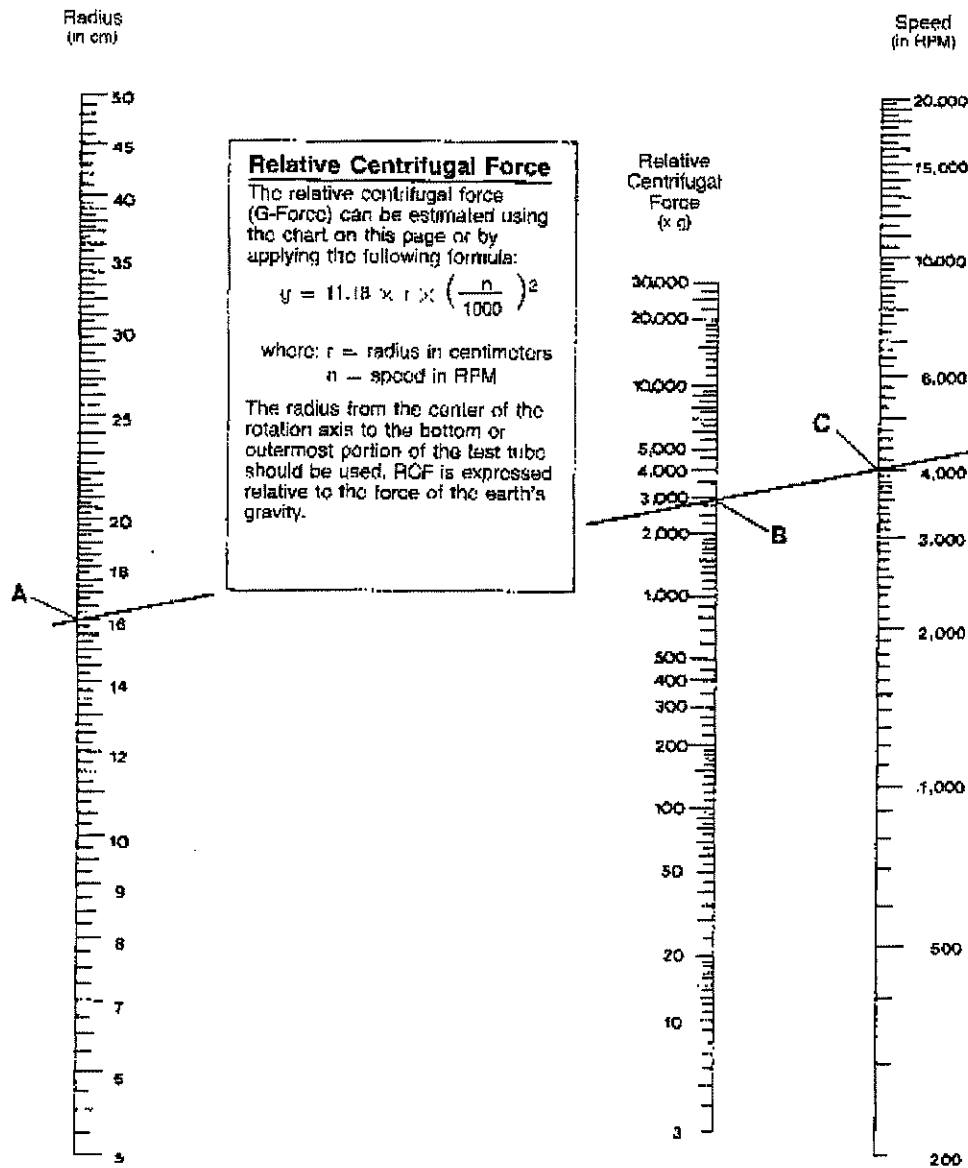 Radius
(in cm)
50
45
40
35
30
25
20
18
16
14
12
10
9
8
7
A
Relative Centrifugal Force
The relative centrifugal force
(G-Force) can be estimated using
the chart on this page or by
applying the following formula:
g = 11.18 × r × ( n / 1000 )²
where: r = radius in centimeters
n = speed in RPM
The radius from the center of the
rotation axis to the bottom or
outermost portion of the test tube
should be used. RCF is expressed
relative to the force of the earth's
gravity.
Relative
Centrifugal
Force
(x g)
30,000
20,000
10,000
5,000
4,000
3,000
2,000
1,000
500
400
300
200
100
50
20
10
3
B
Speed
(in RPM)
20,000
15,000
10,000
6,000
4,000
3,000
2,000
1,000
500
200
C